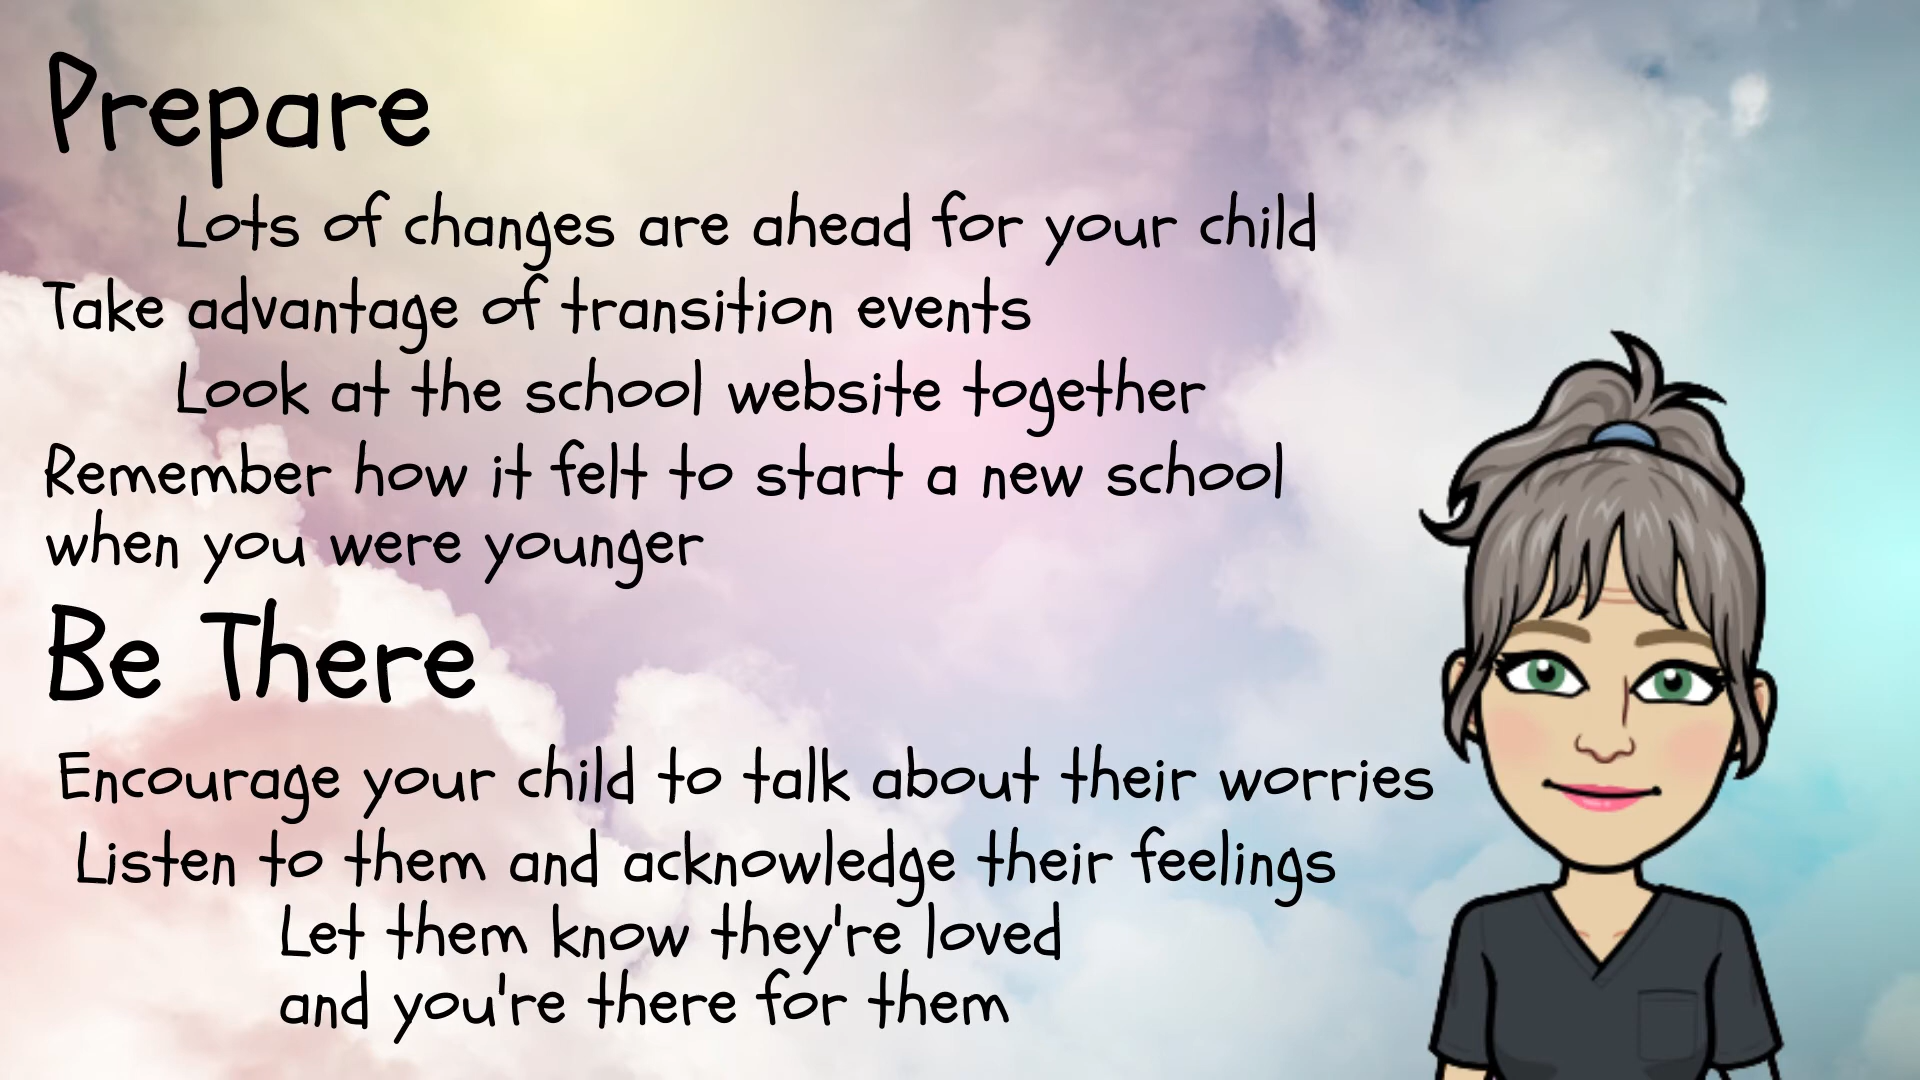 Prepare
Lots of changes are ahead for your child
Take advantage of transition events
Look at the school website together
Remember how it felt to start a new school
when you were younger
Be There
Encourage your child to talk about their worries
Listen to them and acknowledge their feelings
Let them know they're loved
and you're there for them